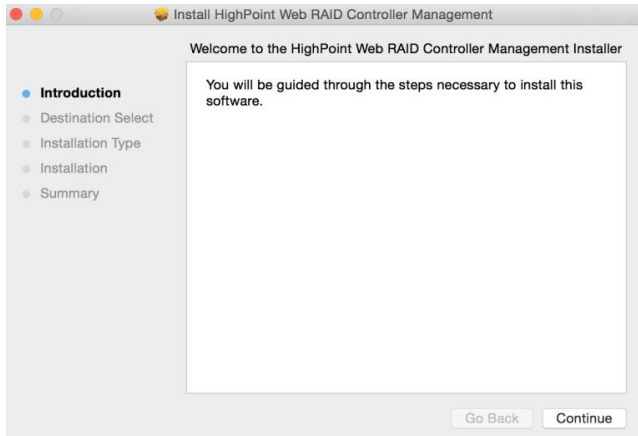 Install HighPoint Web RAID Controller Management
Welcome to the HighPoint Web RAID Controller Management Installer
Introduction
Destination Select
Installation Type
Installation
Summary
You will be guided through the steps necessary to install this
software.
Go Back
Continue